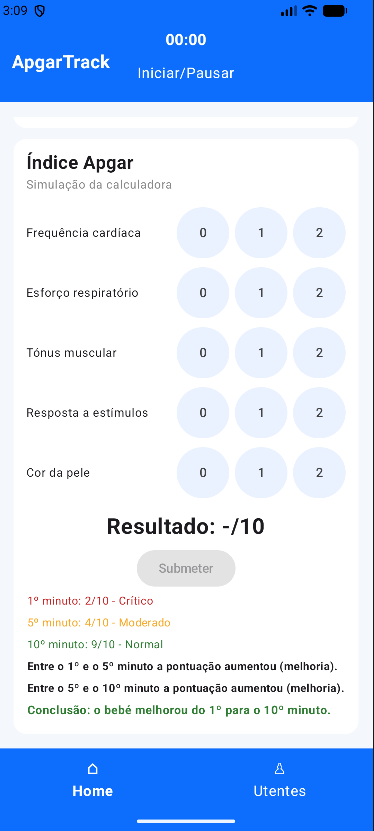 3:09
00:00
ApgarTrack
Iniciar/Pausar
Índice Apgar
Simulação da calculadora
Frequência cardíaca 0 1 2
Esforço respiratório 0 1 2
Tónus muscular 0 1 2
Resposta a estímulos 0 1 2
Cor da pele 0 1 2
Resultado: -/10
Submeter
1º minuto: 2/10 - Crítico
5º minuto: 4/10 - Moderado
10º minuto: 9/10 - Normal
Entre o 1º e o 5º minuto a pontuação aumentou (melhoria).
Entre o 5º e o 10º minuto a pontuação aumentou (melhoria).
Conclusão: o bebé melhorou do 1º para o 10º minuto.
Home
Utentes